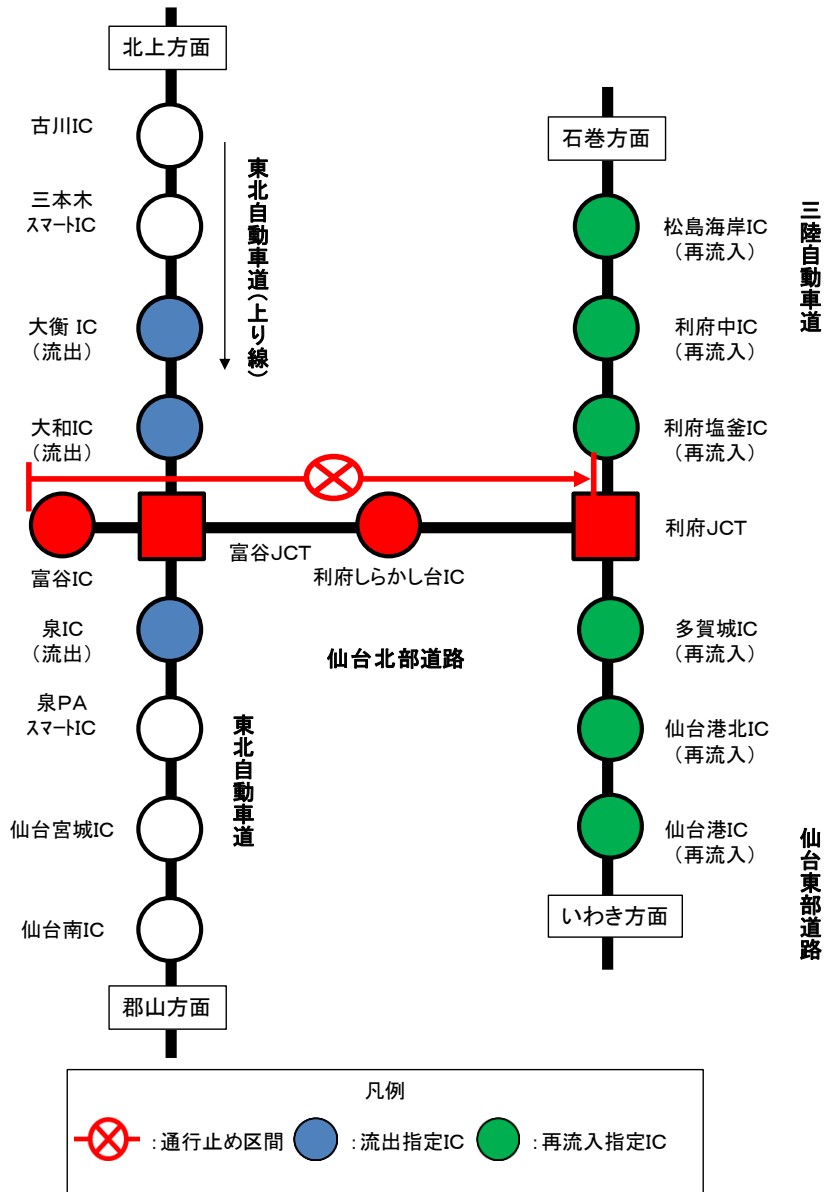 北上方面
古川IC
三本木
スマートIC
大衡 IC
(流出)
大和IC
(流出)
富谷IC
富谷JCT
利府しらかし台IC
泉IC
(流出)
泉PA
スマートIC
仙台宮城IC
仙台南IC
郡山方面
東北自動車道(上り線)
仙台北部道路
東北自動車道
石巻方面
松島海岸IC
(再流入)
利府中IC
(再流入)
利府塩釜IC
(再流入)
利府JCT
多賀城IC
(再流入)
仙台港北IC
(再流入)
仙台港IC
(再流入)
いわき方面
三陸自動車道
仙台東部道路
凡例
:通行止め区間 :流出指定IC :再流入指定IC